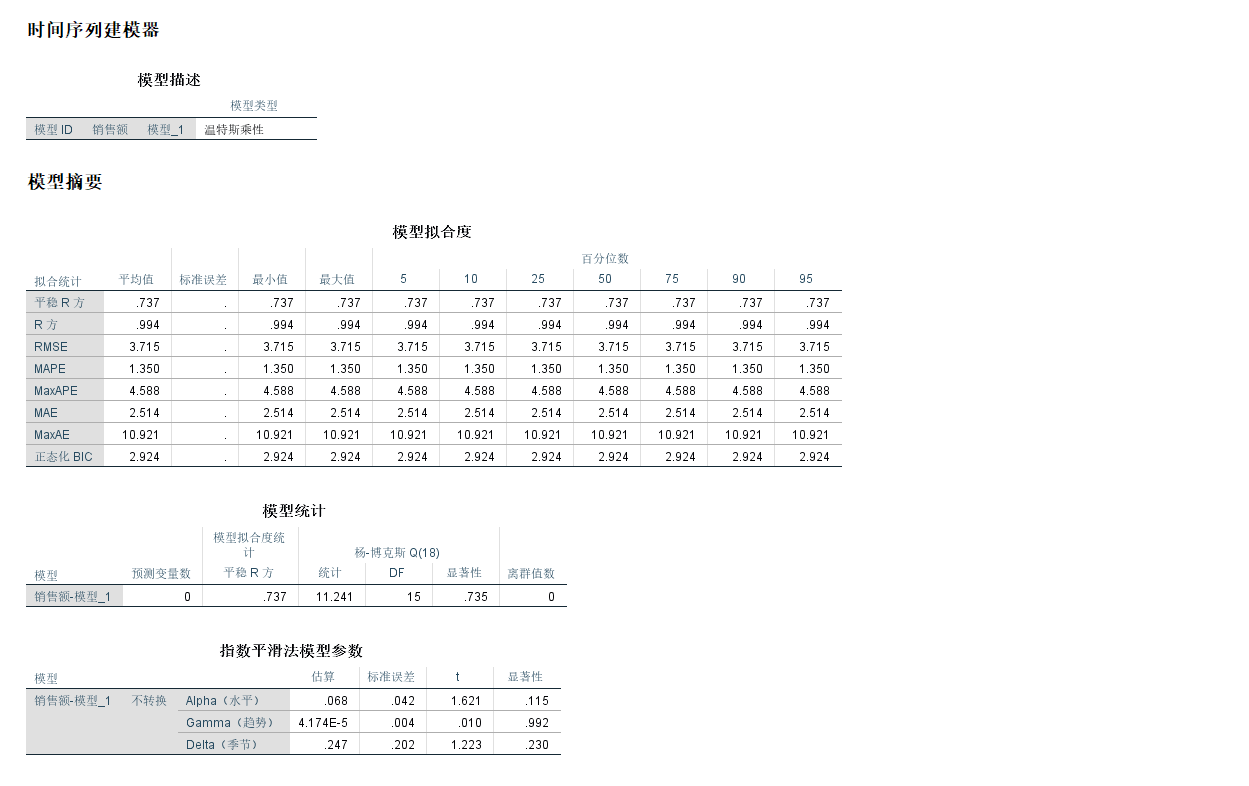 时间序列建模器
模型描述
模型类型
模型 ID 销售额 模型_1 温特斯乘性
模型摘要
模型拟合度
百分位数
拟合统计 平均值 标准误差 最小值 最大值 5 10 25 50 75 90 95
平稳 R 方 .737 . .737 .737 .737 .737 .737 .737 .737 .737 .737
R 方 .994 . .994 .994 .994 .994 .994 .994 .994 .994 .994
RMSE 3.715 . 3.715 3.715 3.715 3.715 3.715 3.715 3.715 3.715 3.715
MAPE 1.350 . 1.350 1.350 1.350 1.350 1.350 1.350 1.350 1.350 1.350
MaxAPE 4.588 . 4.588 4.588 4.588 4.588 4.588 4.588 4.588 4.588 4.588
MAE 2.514 . 2.514 2.514 2.514 2.514 2.514 2.514 2.514 2.514 2.514
MaxAE 10.921 . 10.921 10.921 10.921 10.921 10.921 10.921 10.921 10.921 10.921
正态化 BIC 2.924 . 2.924 2.924 2.924 2.924 2.924 2.924 2.924 2.924 2.924
模型统计
模型拟合度统
计 杨-博克斯 Q(18)
模型 预测变量数 平稳 R 方 统计 DF 显著性 离群值数
销售额-模型_1 0 .737 11.241 15 .735 0
指数平滑法模型参数
模型 估算 标准误差 t 显著性
销售额-模型_1 不转换 Alpha（水平） .068 .042 1.621 .115
Gamma（趋势） 4.174E-5 .004 .010 .992
Delta（季节） .247 .202 1.223 .230